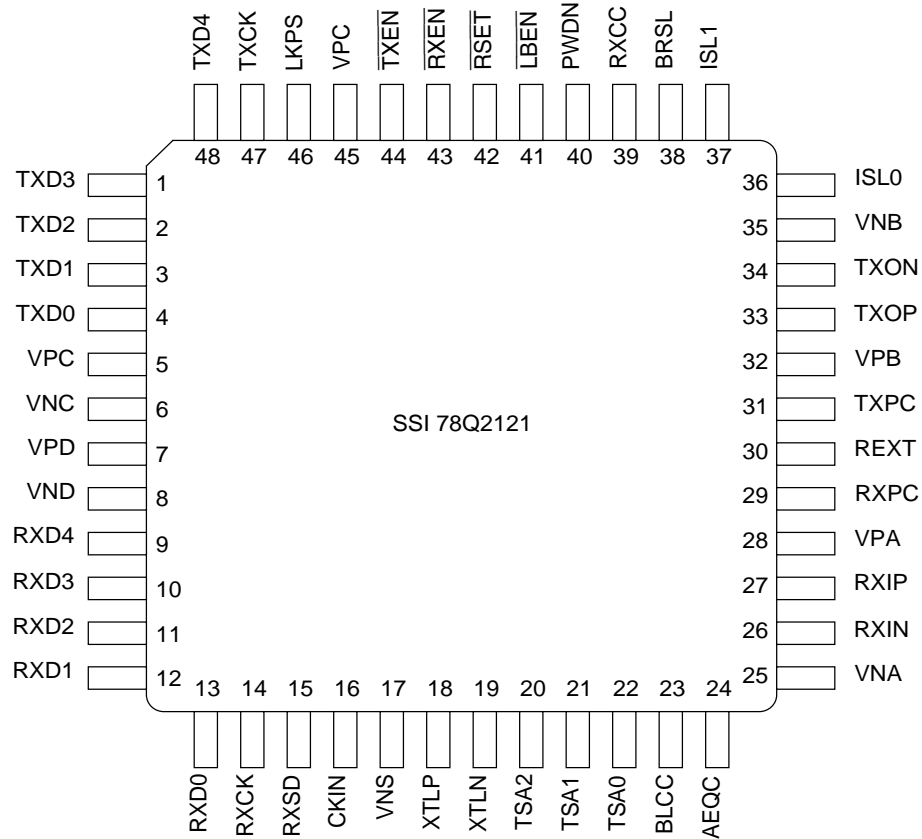 TXD4 TXCK LKPS VPC TXEN RXEN RSET LBEN PWDN RXCC BRSL ISL1
48 47 46 45 44 43 42 41 40 39 38 37
TXD3 1 36 ISL0
TXD2 2 35 VNB
TXD1 3 34 TXON
TXD0 4 33 TXOP
VPC 5 32 VPB
VNC 6 31 TXPC
SSI 78Q2121
VPD 7 30 REXT
VND 8 29 RXPC
RXD4 9 28 VPA
RXD3 10 27 RXIP
RXD2 11 26 RXIN
RXD1 12 25 VNA
13 14 15 16 17 18 19 20 21 22 23 24
RXD0 RXCK RXSD CKIN VNS XTLP XTLN TSA2 TSA1 TSA0 BLCC AEQC